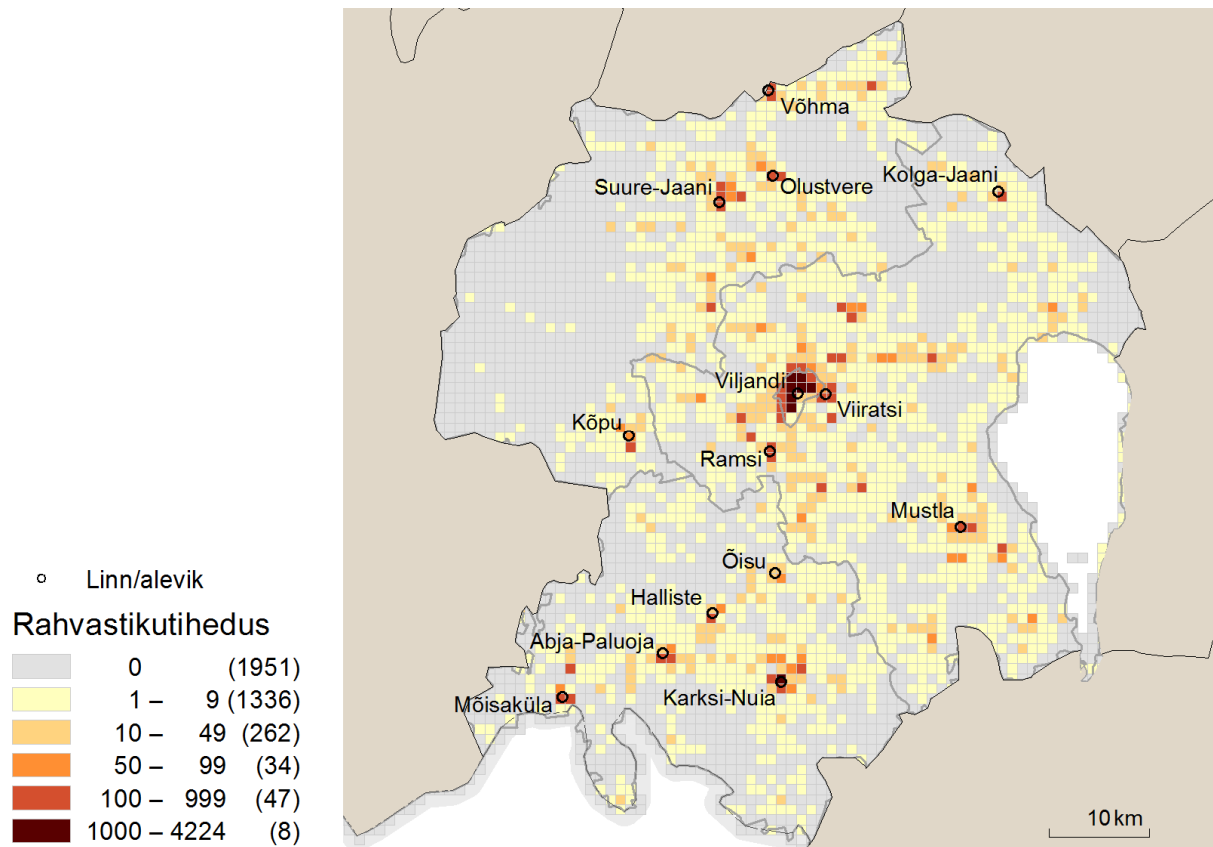 Võhma
Kolga-Jaani
Suure-Jaani
Olustvere
Viljandi
Viiratsi
Kõpu
Ramsi
Mustla
Õisu
Halliste
Abja-Paluoja
Mõisaküla
Karksi-Nuia
Linn/alevik
Rahvastikutihedus
0 (1951)
1 – 9 (1336)
10 – 49 (262)
50 – 99 (34)
100 – 999 (47)
1000 – 4224 (8)
10 km